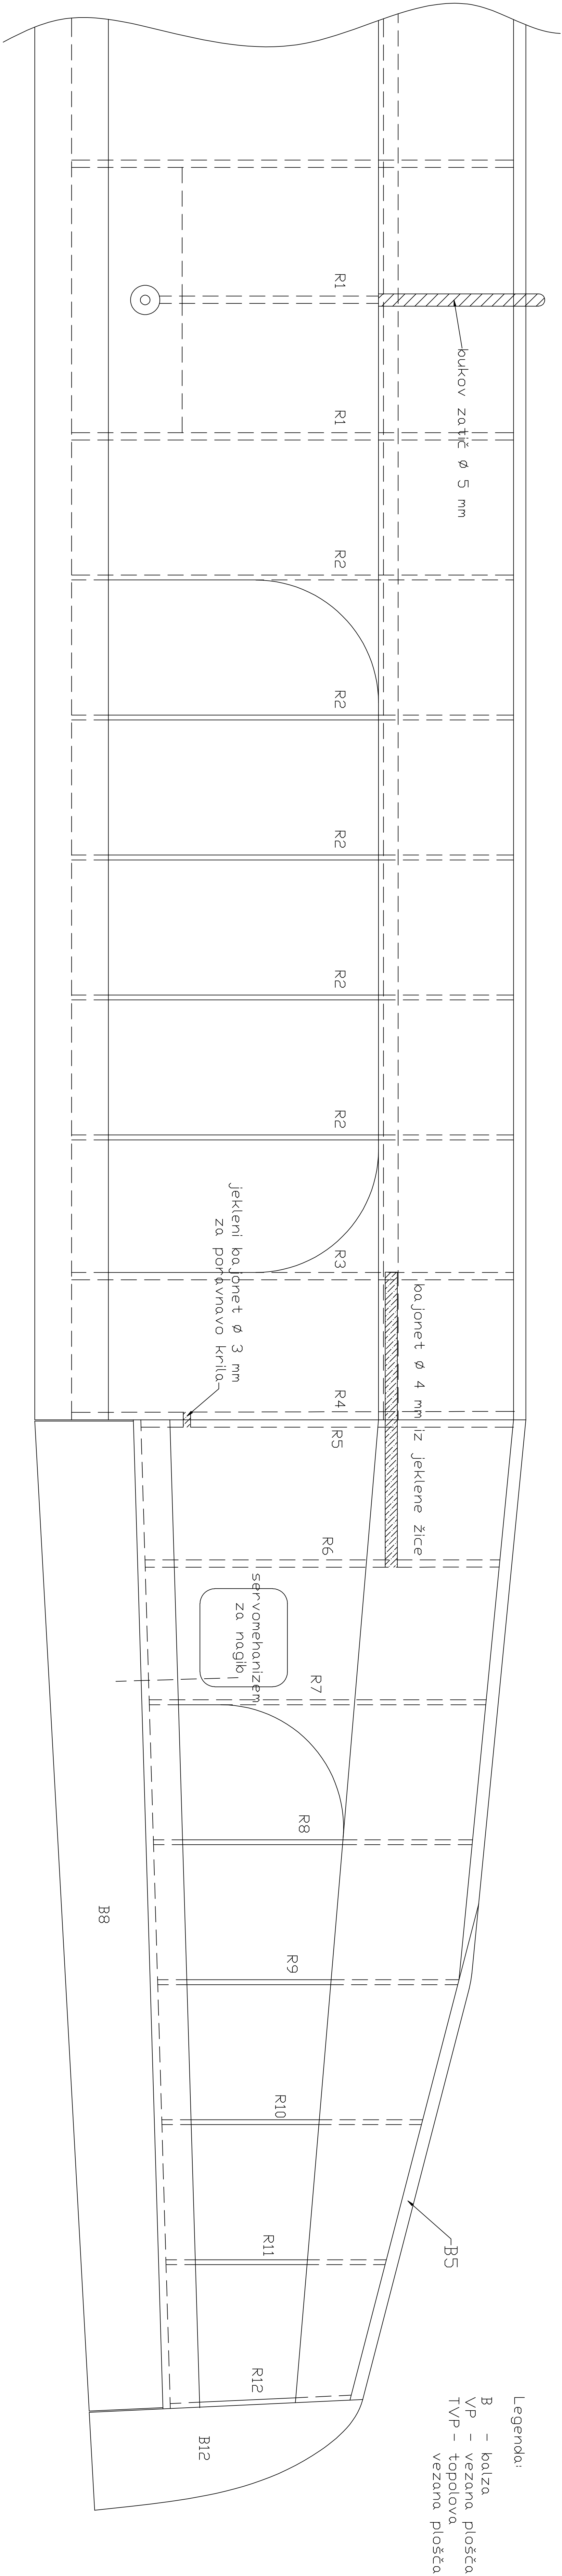 R1
bukov zatič ø 5 mm
R1
R2
R2
R2
R2
R2
jekleni bajonet ø 3 mm
za poravnavo krila
R3
bajonet ø 4 mm iz jeklene žice
R4
R5
R6
servomehanizem
za nagib
R7
R8
B8
R9
R10
R11
B5
R12
B12
Legenda:
B - balza
VP - vezana plošča
TVP - topolova
vezana plošča